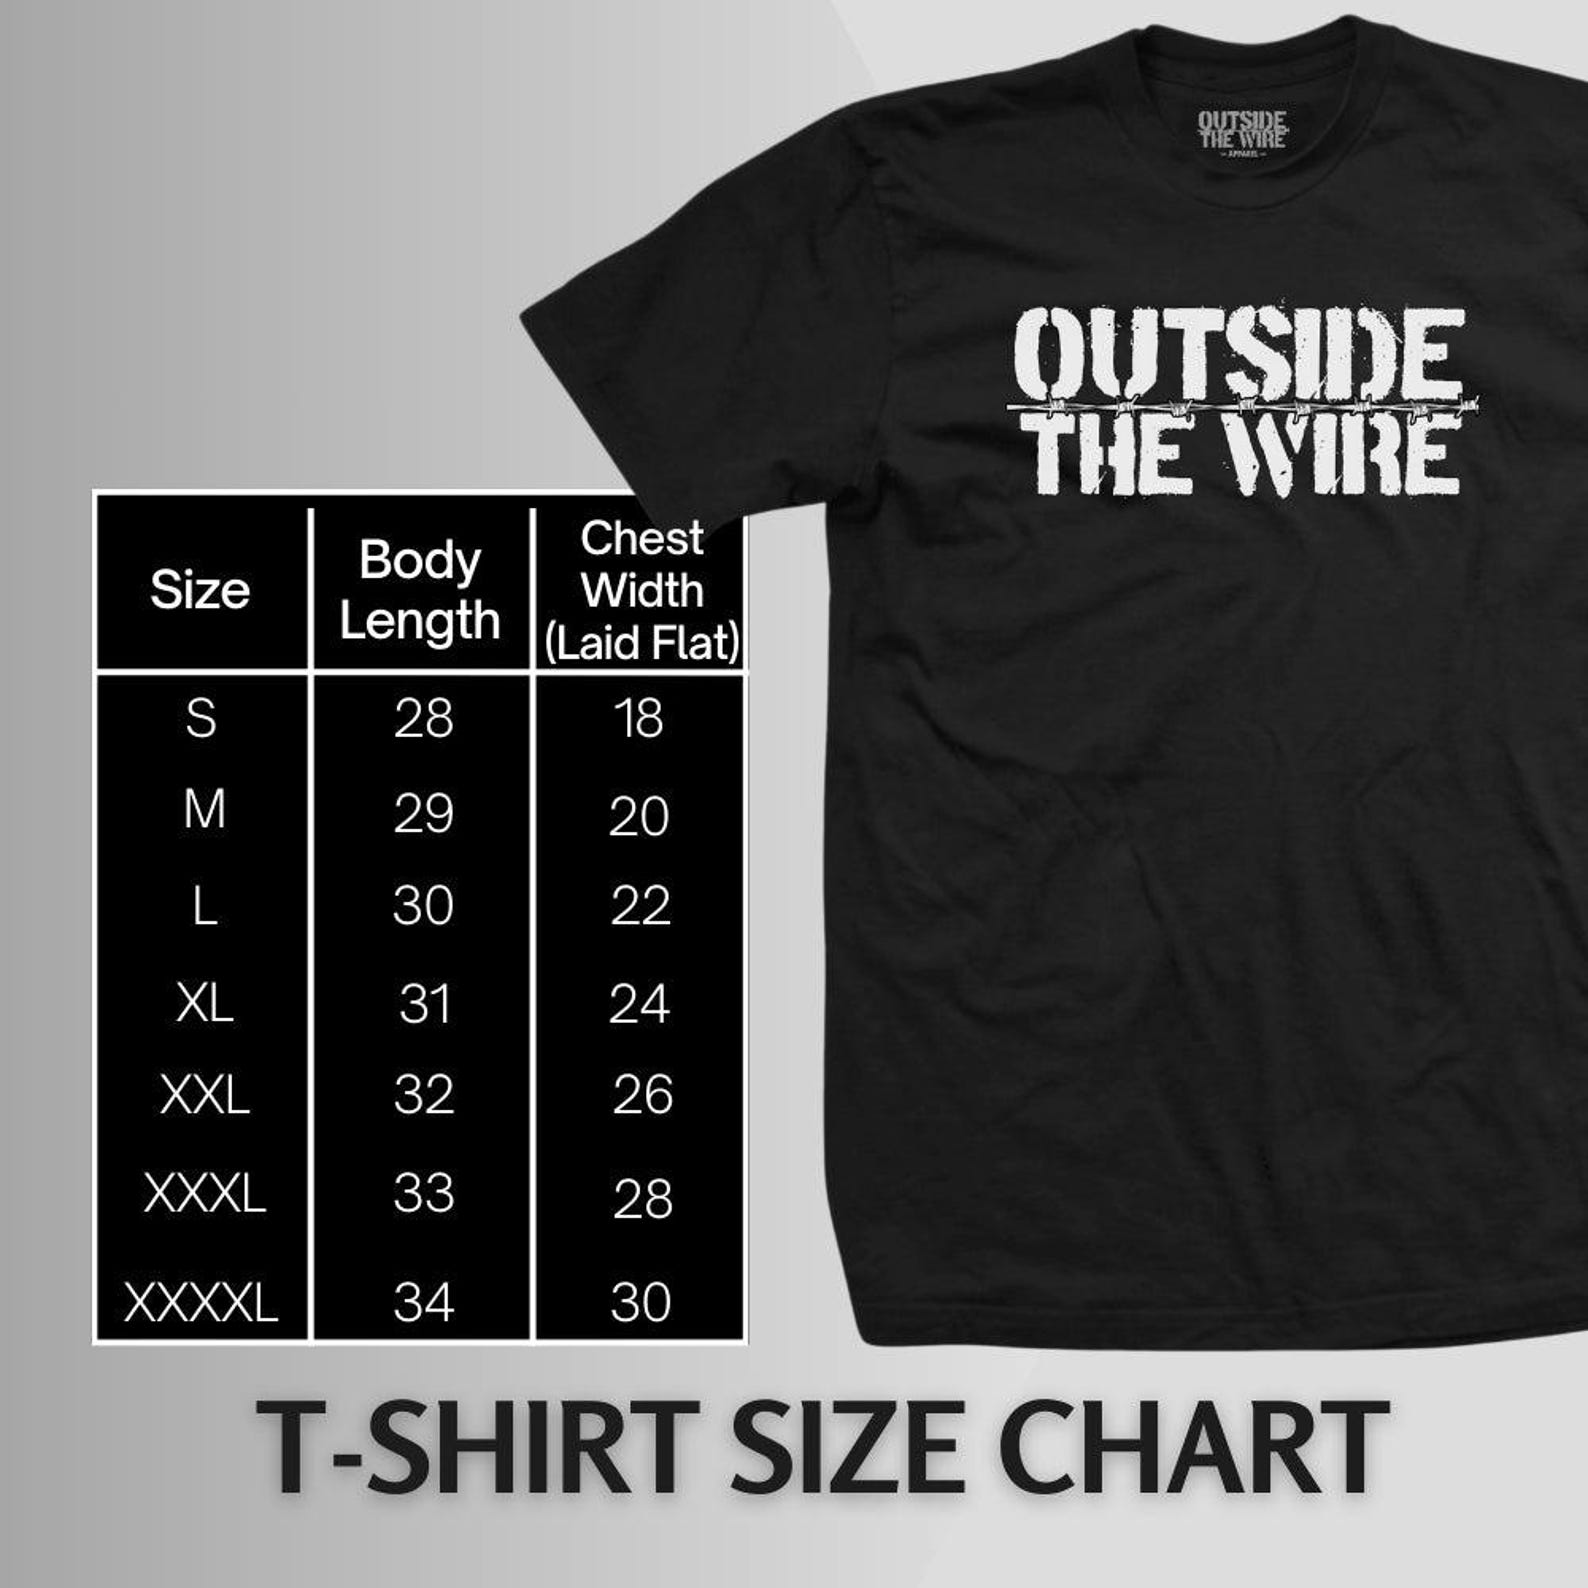 OUTSIDE
THE WIRE
- APPAREL -
OUTSIDE
THE WIRE
Size Body Length Chest Width (Laid Flat)
S 28 18
M 29 20
L 30 22
XL 31 24
XXL 32 26
XXXL 33 28
XXXXL 34 30
T-SHIRT SIZE CHART